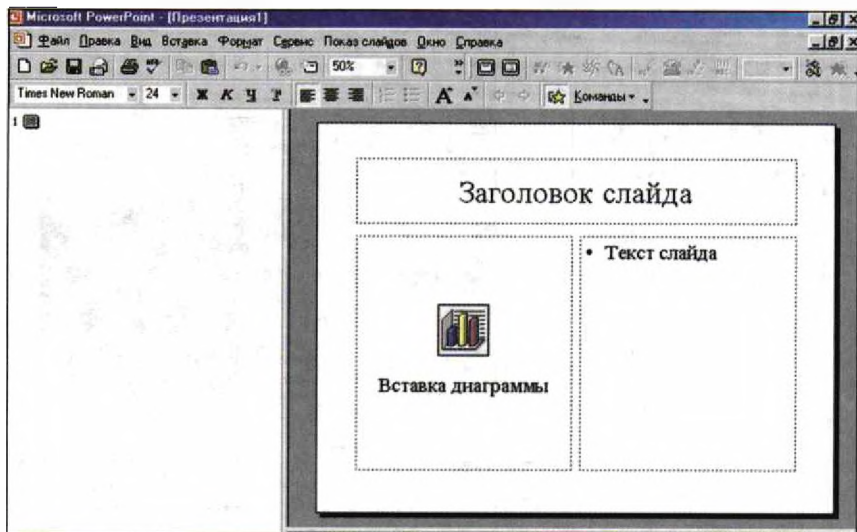 Microsoft PowerPoint - [Презентация1]
Файл Правка Вид Вставка Формат Сервис Показ слайдов Окно Справка
50%
Times New Roman 24 Ж К Ч Команды
1
Заголовок слайда
• Текст слайда
Вставка диаграммы